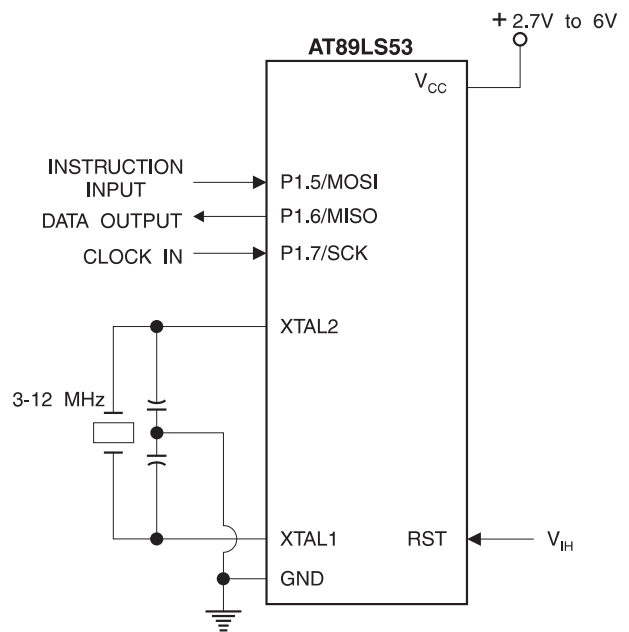 + 2.7V to 6V
AT89LS53
VCC
INSTRUCTION
INPUT
P1.5/MOSI
DATA OUTPUT
P1.6/MISO
CLOCK IN
P1.7/SCK
XTAL2
3-12 MHz
XTAL1
RST
VIH
GND